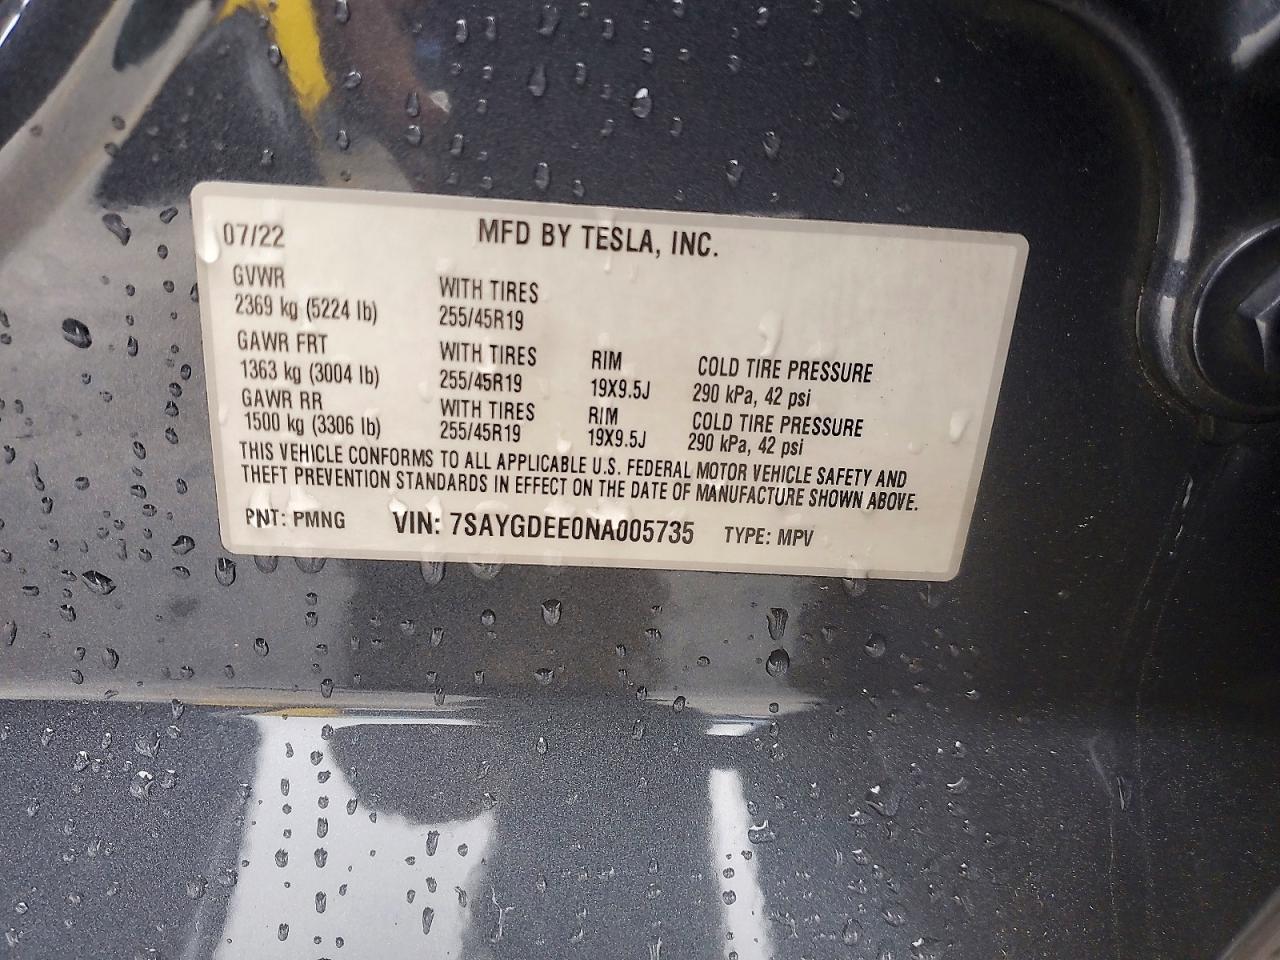 07/22 MFD BY TESLA, INC.
GVWR WITH TIRES
2369 kg (5224 lb) 255/45R19
GAWR FRT WITH TIRES RIM COLD TIRE PRESSURE
1363 kg (3004 lb) 255/45R19 19X9.5J 290 kPa, 42 psi
GAWR RR WITH TIRES RIM COLD TIRE PRESSURE
1500 kg (3306 lb) 255/45R19 19X9.5J 290 kPa, 42 psi
THIS VEHICLE CONFORMS TO ALL APPLICABLE U.S. FEDERAL MOTOR VEHICLE SAFETY AND
THEFT PREVENTION STANDARDS IN EFFECT ON THE DATE OF MANUFACTURE SHOWN ABOVE.
PNT: PMNG VIN: 7SAYGDEE0NA005735 TYPE: MPV